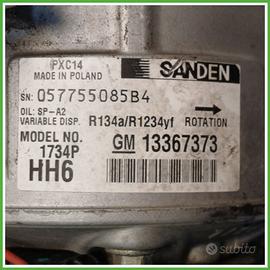 PXC14
MADE IN POLAND
SANDEN
SN: 057755085B4
OIL: SP-A2
VARIABLE DISP. R134a/R1234yf ROTATION
MODEL NO. GM 13367373
1734P
HH6
subito